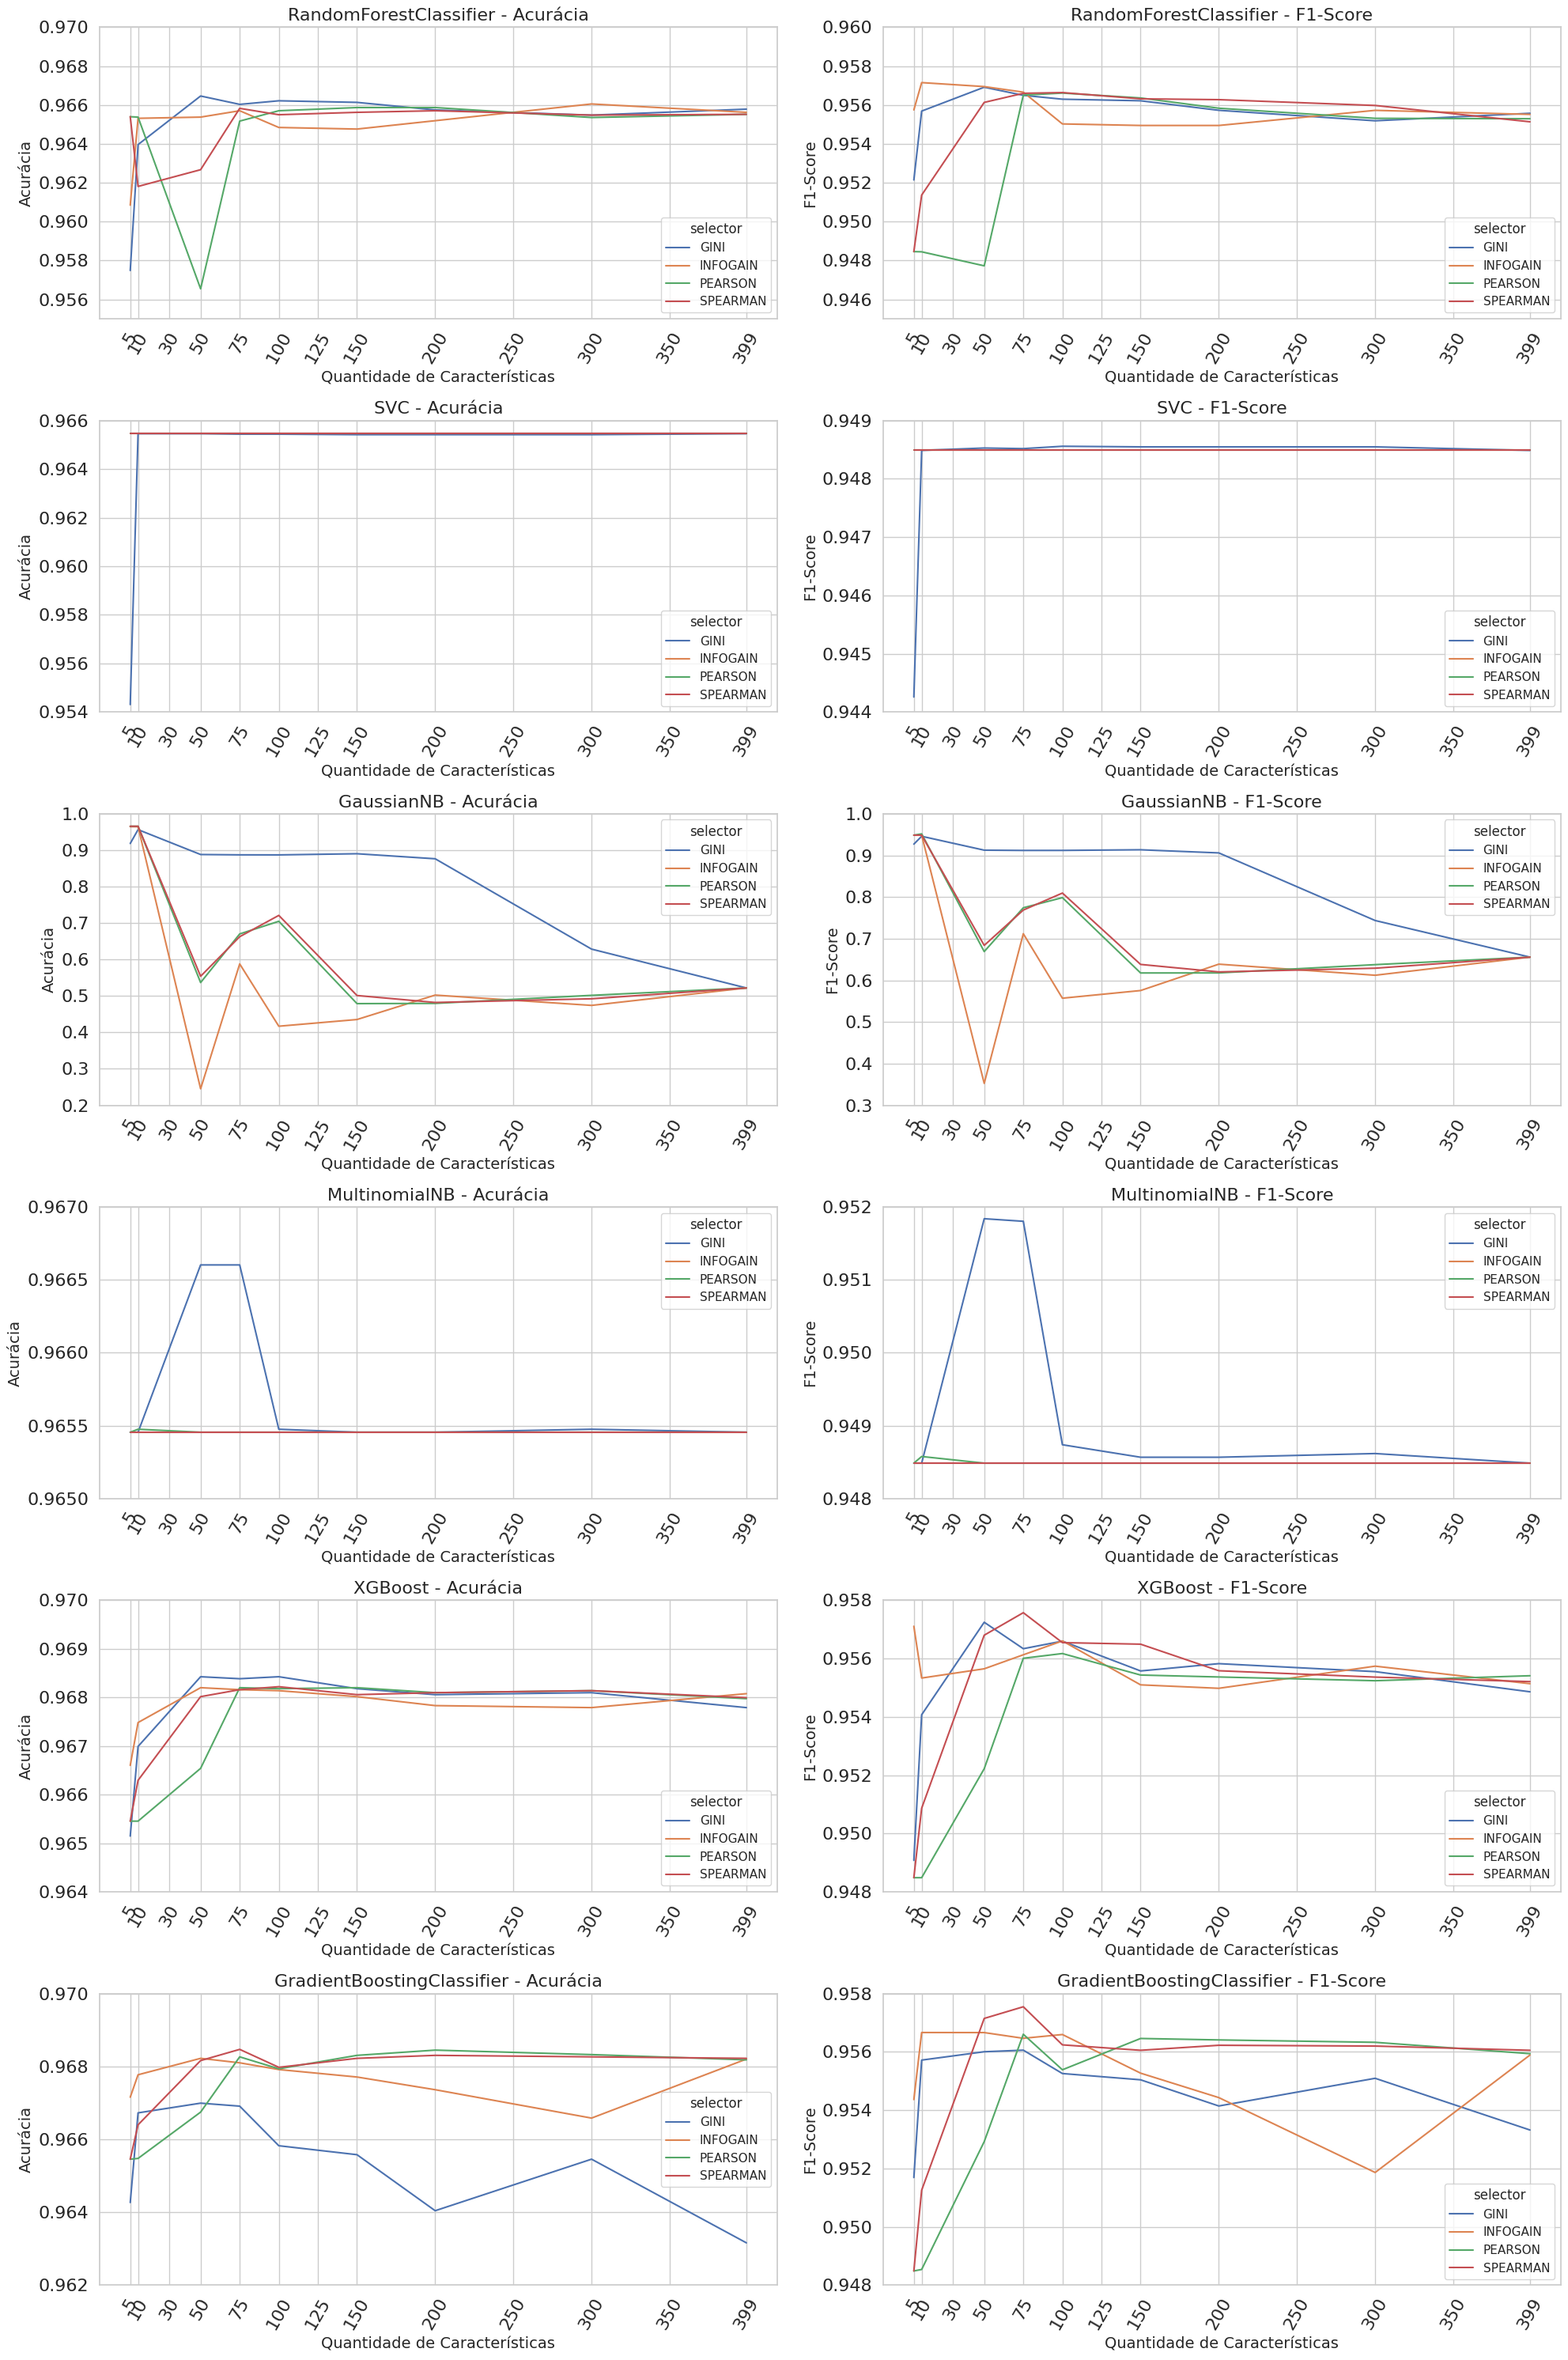 RandomForestClassifier - Acurácia
0.970
0.968
0.966
0.964
0.962
0.960
0.958
0.956
Acurácia
selector
GINI
INFOGAIN
PEARSON
SPEARMAN
5
10
30
50
75
100
125
150
200
250
300
350
399
Quantidade de Características
RandomForestClassifier - F1-Score
0.960
0.958
0.956
0.954
0.952
0.950
0.948
0.946
F1-Score
selector
GINI
INFOGAIN
PEARSON
SPEARMAN
5
10
30
50
75
100
125
150
200
250
300
350
399
Quantidade de Características
SVC - Acurácia
0.966
0.964
0.962
0.960
0.958
0.956
0.954
Acurácia
selector
GINI
INFOGAIN
PEARSON
SPEARMAN
5
10
30
50
75
100
125
150
200
250
300
350
399
Quantidade de Características
SVC - F1-Score
0.949
0.948
0.947
0.946
0.945
0.944
F1-Score
selector
GINI
INFOGAIN
PEARSON
SPEARMAN
5
10
30
50
75
100
125
150
200
250
300
350
399
Quantidade de Características
GaussianNB - Acurácia
1.0
0.9
0.8
0.7
0.6
0.5
0.4
0.3
0.2
Acurácia
selector
GINI
INFOGAIN
PEARSON
SPEARMAN
5
10
30
50
75
100
125
150
200
250
300
350
399
Quantidade de Características
GaussianNB - F1-Score
1.0
0.9
0.8
0.7
0.6
0.5
0.4
0.3
F1-Score
selector
GINI
INFOGAIN
PEARSON
SPEARMAN
5
10
30
50
75
100
125
150
200
250
300
350
399
Quantidade de Características
MultinomialNB - Acurácia
0.9670
0.9665
0.9660
0.9655
0.9650
Acurácia
selector
GINI
INFOGAIN
PEARSON
SPEARMAN
5
10
30
50
75
100
125
150
200
250
300
350
399
Quantidade de Características
MultinomialNB - F1-Score
0.952
0.951
0.950
0.949
0.948
F1-Score
selector
GINI
INFOGAIN
PEARSON
SPEARMAN
5
10
30
50
75
100
125
150
200
250
300
350
399
Quantidade de Características
XGBoost - Acurácia
0.970
0.969
0.968
0.967
0.966
0.965
0.964
Acurácia
selector
GINI
INFOGAIN
PEARSON
SPEARMAN
5
10
30
50
75
100
125
150
200
250
300
350
399
Quantidade de Características
XGBoost - F1-Score
0.958
0.956
0.954
0.952
0.950
0.948
F1-Score
selector
GINI
INFOGAIN
PEARSON
SPEARMAN
5
10
30
50
75
100
125
150
200
250
300
350
399
Quantidade de Características
GradientBoostingClassifier - Acurácia
0.970
0.968
0.966
0.964
0.962
Acurácia
selector
GINI
INFOGAIN
PEARSON
SPEARMAN
5
10
30
50
75
100
125
150
200
250
300
350
399
Quantidade de Características
GradientBoostingClassifier - F1-Score
0.958
0.956
0.954
0.952
0.950
0.948
F1-Score
selector
GINI
INFOGAIN
PEARSON
SPEARMAN
5
10
30
50
75
100
125
150
200
250
300
350
399
Quantidade de Características